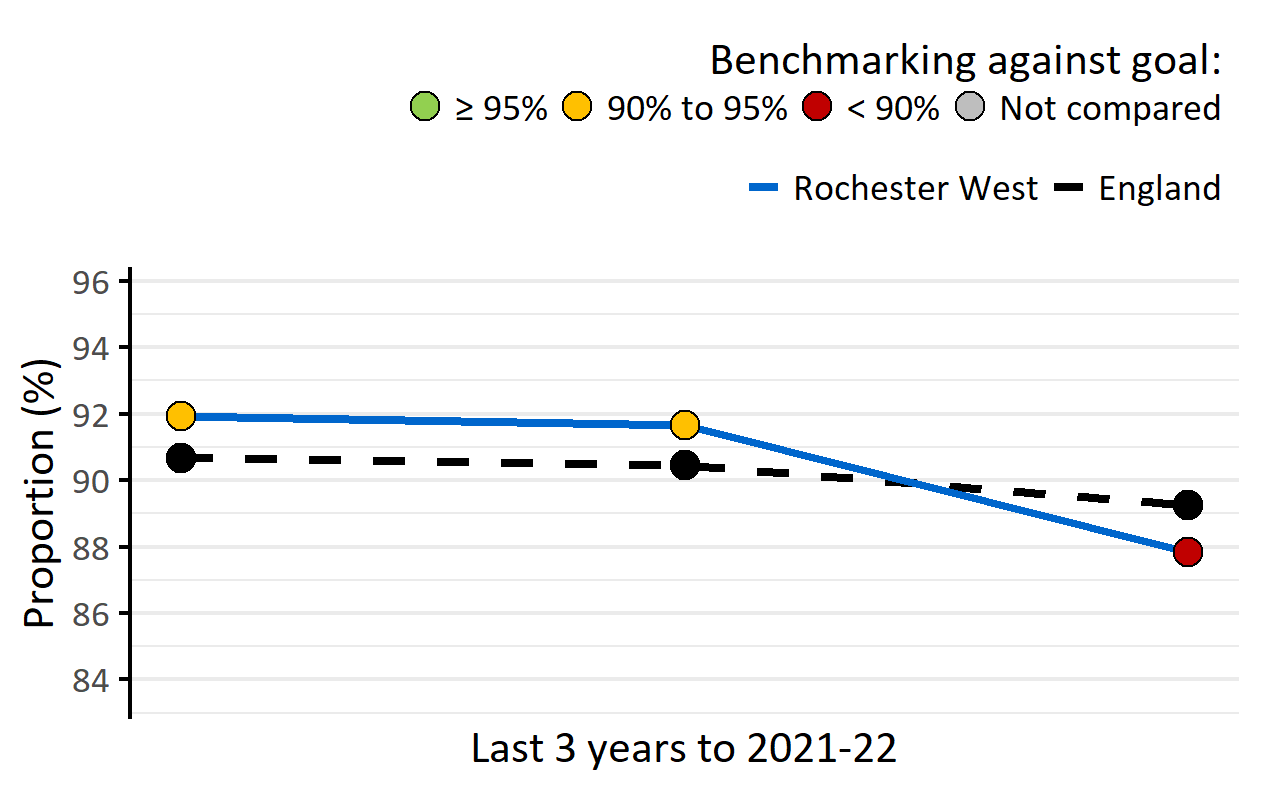 Benchmarking against goal:
≥ 95% 90% to 95% < 90% Not compared
Rochester West England
96
94
92
90
88
86
84
Proportion (%)
Last 3 years to 2021-22